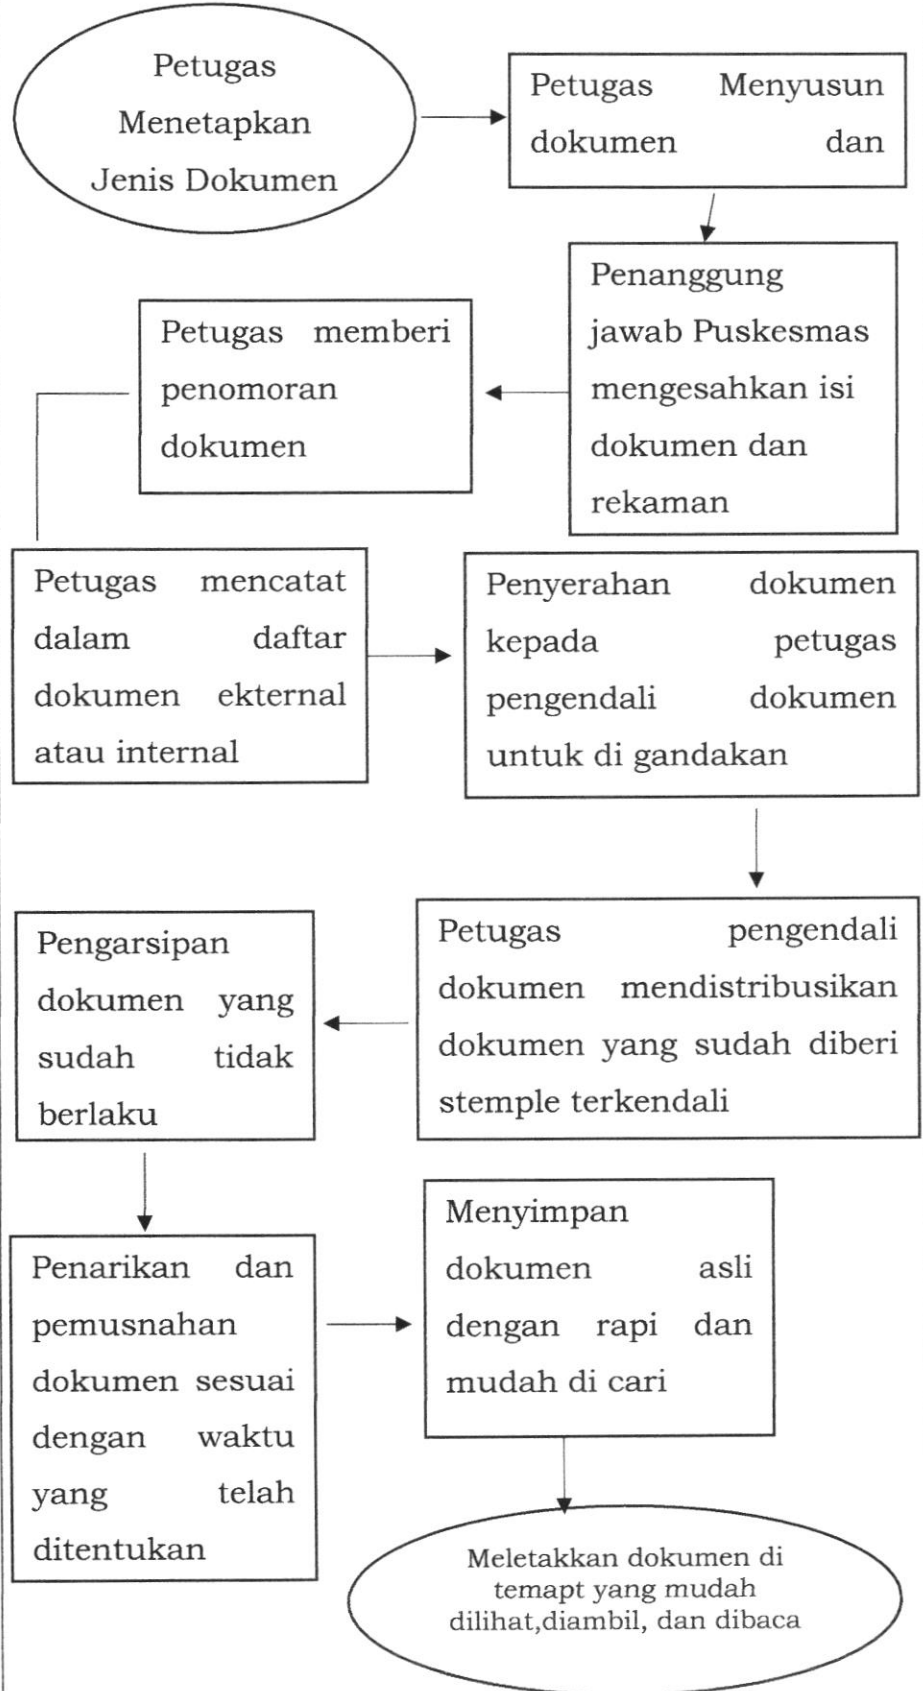 Petugas
Menetapkan
Jenis Dokumen
Petugas Menyusun
dokumen dan
Penanggung
jawab Puskesmas
mengesahkan isi
dokumen dan
rekaman
Petugas memberi
penomoran
dokumen
Petugas mencatat
dalam daftar
dokumen ekternal
atau internal
Penyerahan dokumen
kepada petugas
pengendali dokumen
untuk di gandakan
Petugas pengendali
dokumen mendistribusikan
dokumen yang sudah diberi
stemple terkendali
Pengarsipan
dokumen yang
sudah tidak
berlaku
Penarikan dan
pemusnahan
dokumen sesuai
dengan waktu
yang telah
ditentukan
Menyimpan
dokumen asli
dengan rapi dan
mudah di cari
Meletakkan dokumen di
temapt yang mudah
dilihat,diambil, dan dibaca